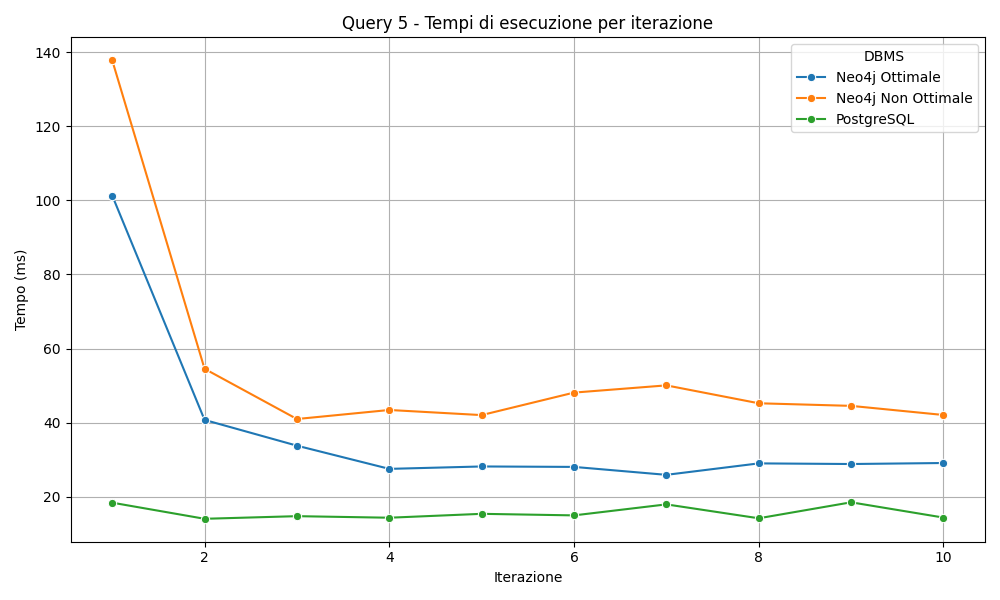 Query 5 - Tempi di esecuzione per iterazione
DBMS
Neo4j Ottimale
Neo4j Non Ottimale
PostgreSQL
Tempo (ms)
140
120
100
80
60
40
20
2
4
6
8
10
Iterazione